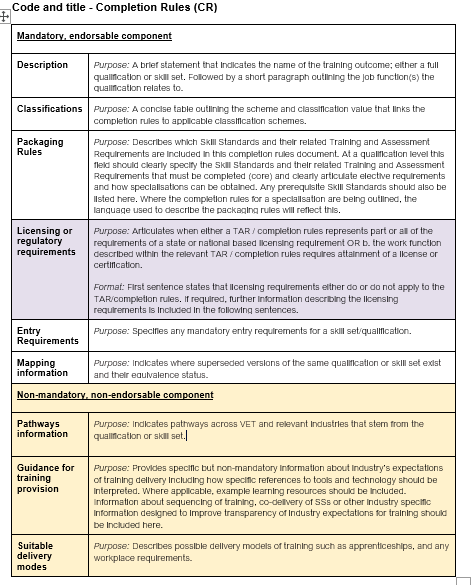 Code and title - Completion Rules (CR)
Mandatory, endorsable component
Description
Purpose: A brief statement that indicates the name of the training outcome; either a full
qualification or skill set. Followed by a short paragraph outlining the job function(s) the
qualification relates to.
Classifications
Purpose: A concise table outlining the scheme and classification value that links the
completion rules to applicable classification schemes.
Packaging
Rules
Purpose: Describes which Skill Standards and their related Training and Assessment
Requirements are included in this completion rules document. At a qualification level this
field should clearly specify the Skill Standards and their related Training and Assessment
Requirements that must be completed (core) and clearly articulate elective requirements
and how specialisations can be obtained. Any prerequisite Skill Standards should also be
listed here. Where the completion rules for a specialisation are being outlined, the
language used to describe the packaging rules will reflect this.
Licensing or
regulatory
requirements
Purpose: Articulates when either a TAR / completion rules represents part or all of the
requirements of a state or national based licensing requirement OR b. the work function
described within the relevant TAR / completion rules requires attainment of a license or
certification.
Format: First sentence states that licensing requirements either do or do not apply to the
TAR/completion rules. If required, further information describing the licensing
requirements is included in the following sentences.
Entry
Requirements
Purpose: Specifies any mandatory entry requirements for a skill set/qualification.
Mapping
information
Purpose: Indicates where superseded versions of the same qualification or skill set exist
and their equivalence status.
Non-mandatory, non-endorsable component
Pathways
information
Purpose: Indicates pathways across VET and relevant industries that stem from the
qualification or skill set.
Guidance for
training
provision
Purpose: Provides specific but non-mandatory information about industry's expectations
of training delivery including how specific references to tools and technology should be
interpreted. Where applicable, example learning resources should be included.
Information about sequencing of training, co-delivery of SSs or other industry specific
information designed to improve transparency of industry expectations for training should
be included here.
Suitable
delivery
modes
Purpose: Describes possible delivery models of training such as apprenticeships, and any
workplace requirements.